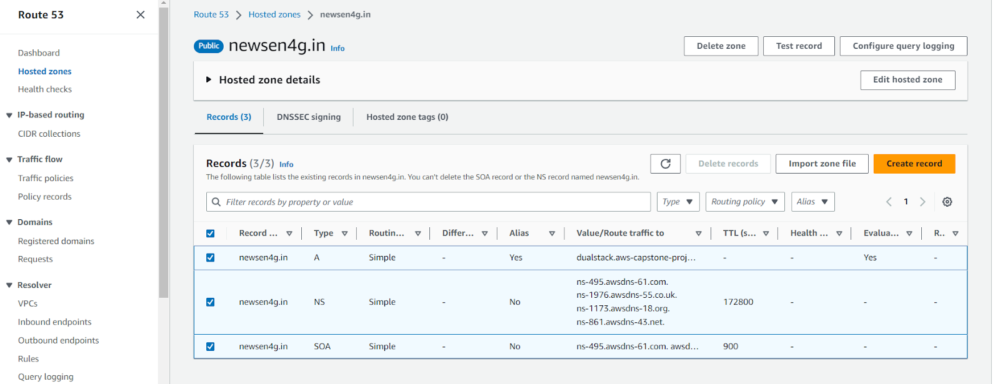 Route 53
Dashboard
Hosted zones
Health checks
IP-based routing
CIDR collections
Traffic flow
Traffic policies
Policy records
Domains
Registered domains
Requests
Resolver
VPCs
Inbound endpoints
Outbound endpoints
Rules
Query logging
Route 53 > Hosted zones > newsen4g.in
Public newsen4g.in Info
Delete zone Test record Configure query logging
Hosted zone details Edit hosted zone
Records (3) DNSSEC signing Hosted zone tags (0)
Records (3/3) Info
Delete records Import zone file Create record
The following table lists the existing records in newsen4g.in. You can't delete the SOA record or the NS record named newsen4g.in.
Filter records by property or value Type Routing policy Alias 1
Record ... Type Routin... Differ... Alias Value/Route traffic to TTL (s... Health ... Evalua... R..
newsen4g.in A Simple - Yes dualstack.aws-capstone-proj... - - Yes -
ns-495.awsdns-61.com.
ns-1976.awsdns-55.co.uk.
newsen4g.in NS Simple - No 172800 - - -
ns-1173.awsdns-18.org.
ns-861.awsdns-43.net.
newsen4g.in SOA Simple - No ns-495.awsdns-61.com. awsd... 900 - - -